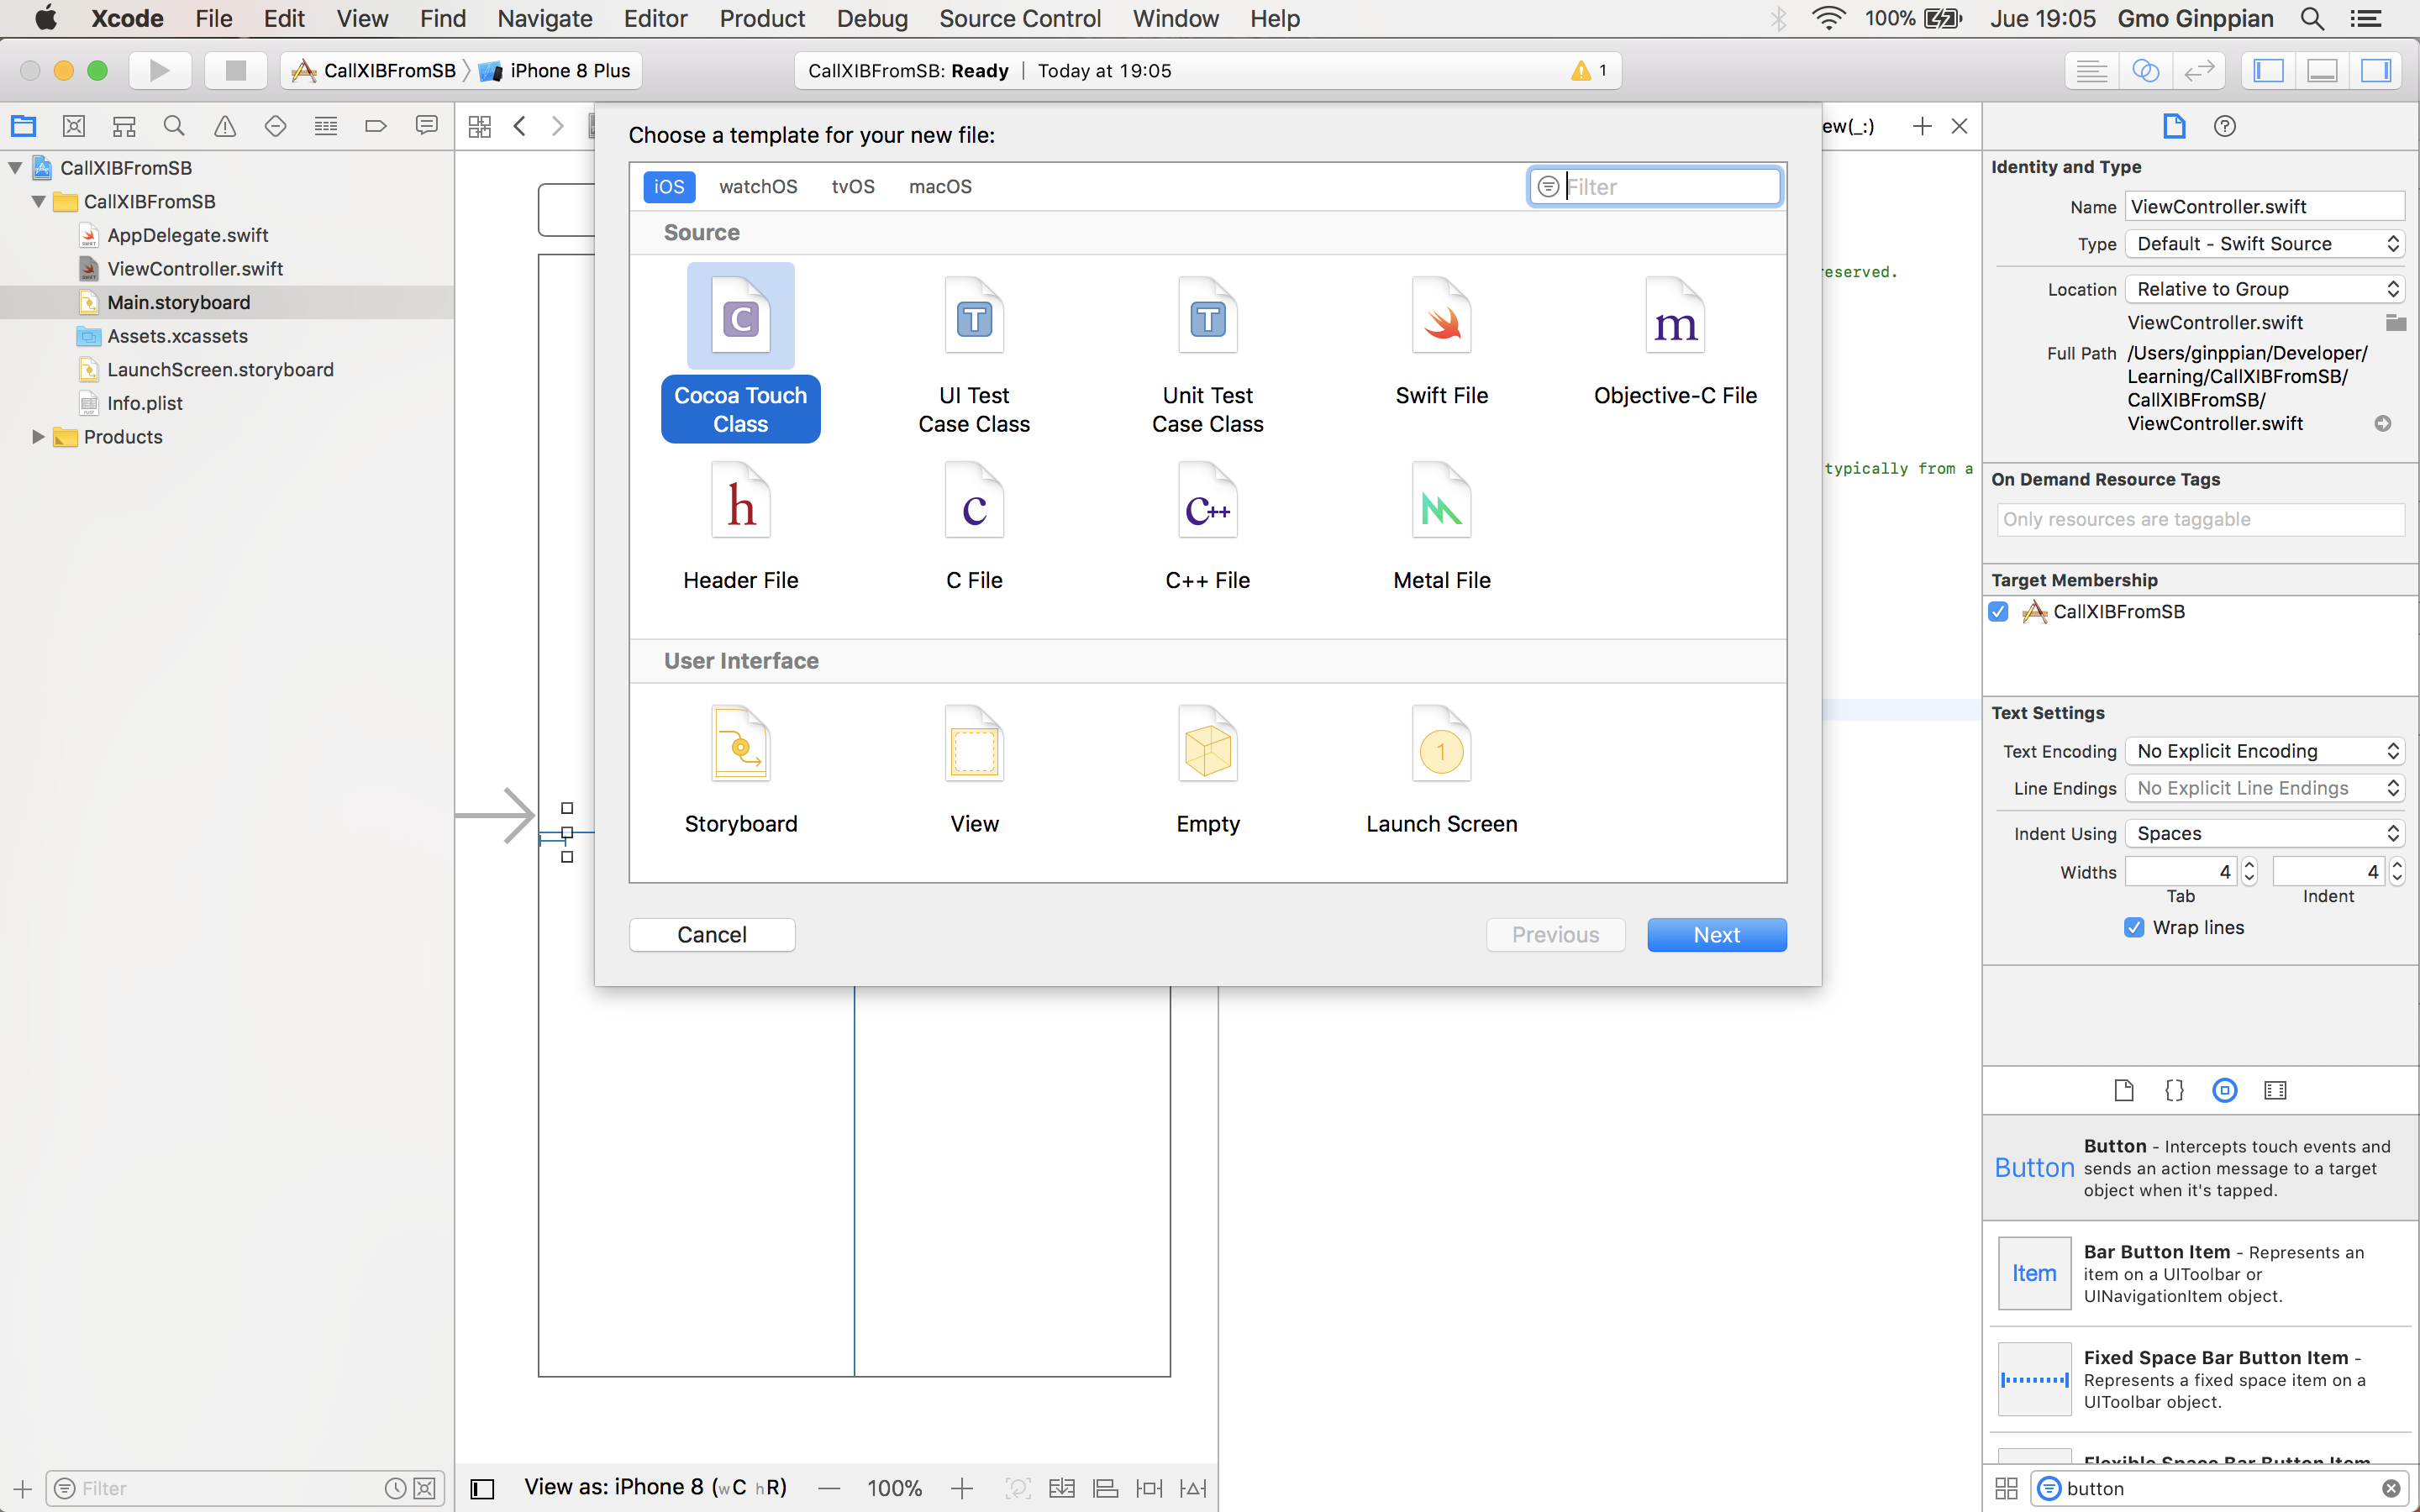 Xcode File Edit View Find Navigate Editor Product Debug Source Control Window Help 100% Jue 19:05 Gmo Ginppian
CallXIBFromSB iPhone 8 Plus CallXIBFromSB: Ready | Today at 19:05 1
CallXIBFromSB
CallXIBFromSB
AppDelegate.swift
ViewController.swift
Main.storyboard
Assets.xcassets
LaunchScreen.storyboard
Info.plist
Products
Filter
Choose a template for your new file:
iOS watchOS tvOS macOS Filter
Source
C T T m
Cocoa Touch Class
UI Test Case Class
Unit Test Case Class
Swift File
Objective-C File
h c C++
Header File
C File
C++ File
Metal File
User Interface
1
Storyboard
View
Empty
Launch Screen
Cancel Previous Next
ew(_:)
eserved.
typically from a
View as: iPhone 8 (wC hR) 100%
Identity and Type
Name ViewController.swift
Type Default - Swift Source
Location Relative to Group
ViewController.swift
Full Path /Users/ginppian/Developer/
Learning/CallXIBFromSB/
CallXIBFromSB/
ViewController.swift
On Demand Resource Tags
Only resources are taggable
Target Membership
CallXIBFromSB
Text Settings
Text Encoding No Explicit Encoding
Line Endings No Explicit Line Endings
Indent Using Spaces
Widths 4 4
Tab Indent
Wrap lines
{}
Button
Button - Intercepts touch events and
sends an action message to a target
object when it's tapped.
Item
Bar Button Item - Represents an
item on a UIToolbar or
UINavigationItem object.
Fixed Space Bar Button Item -
Represents a fixed space item on a
UIToolbar object.
Flexible Space Bar Button Item
button